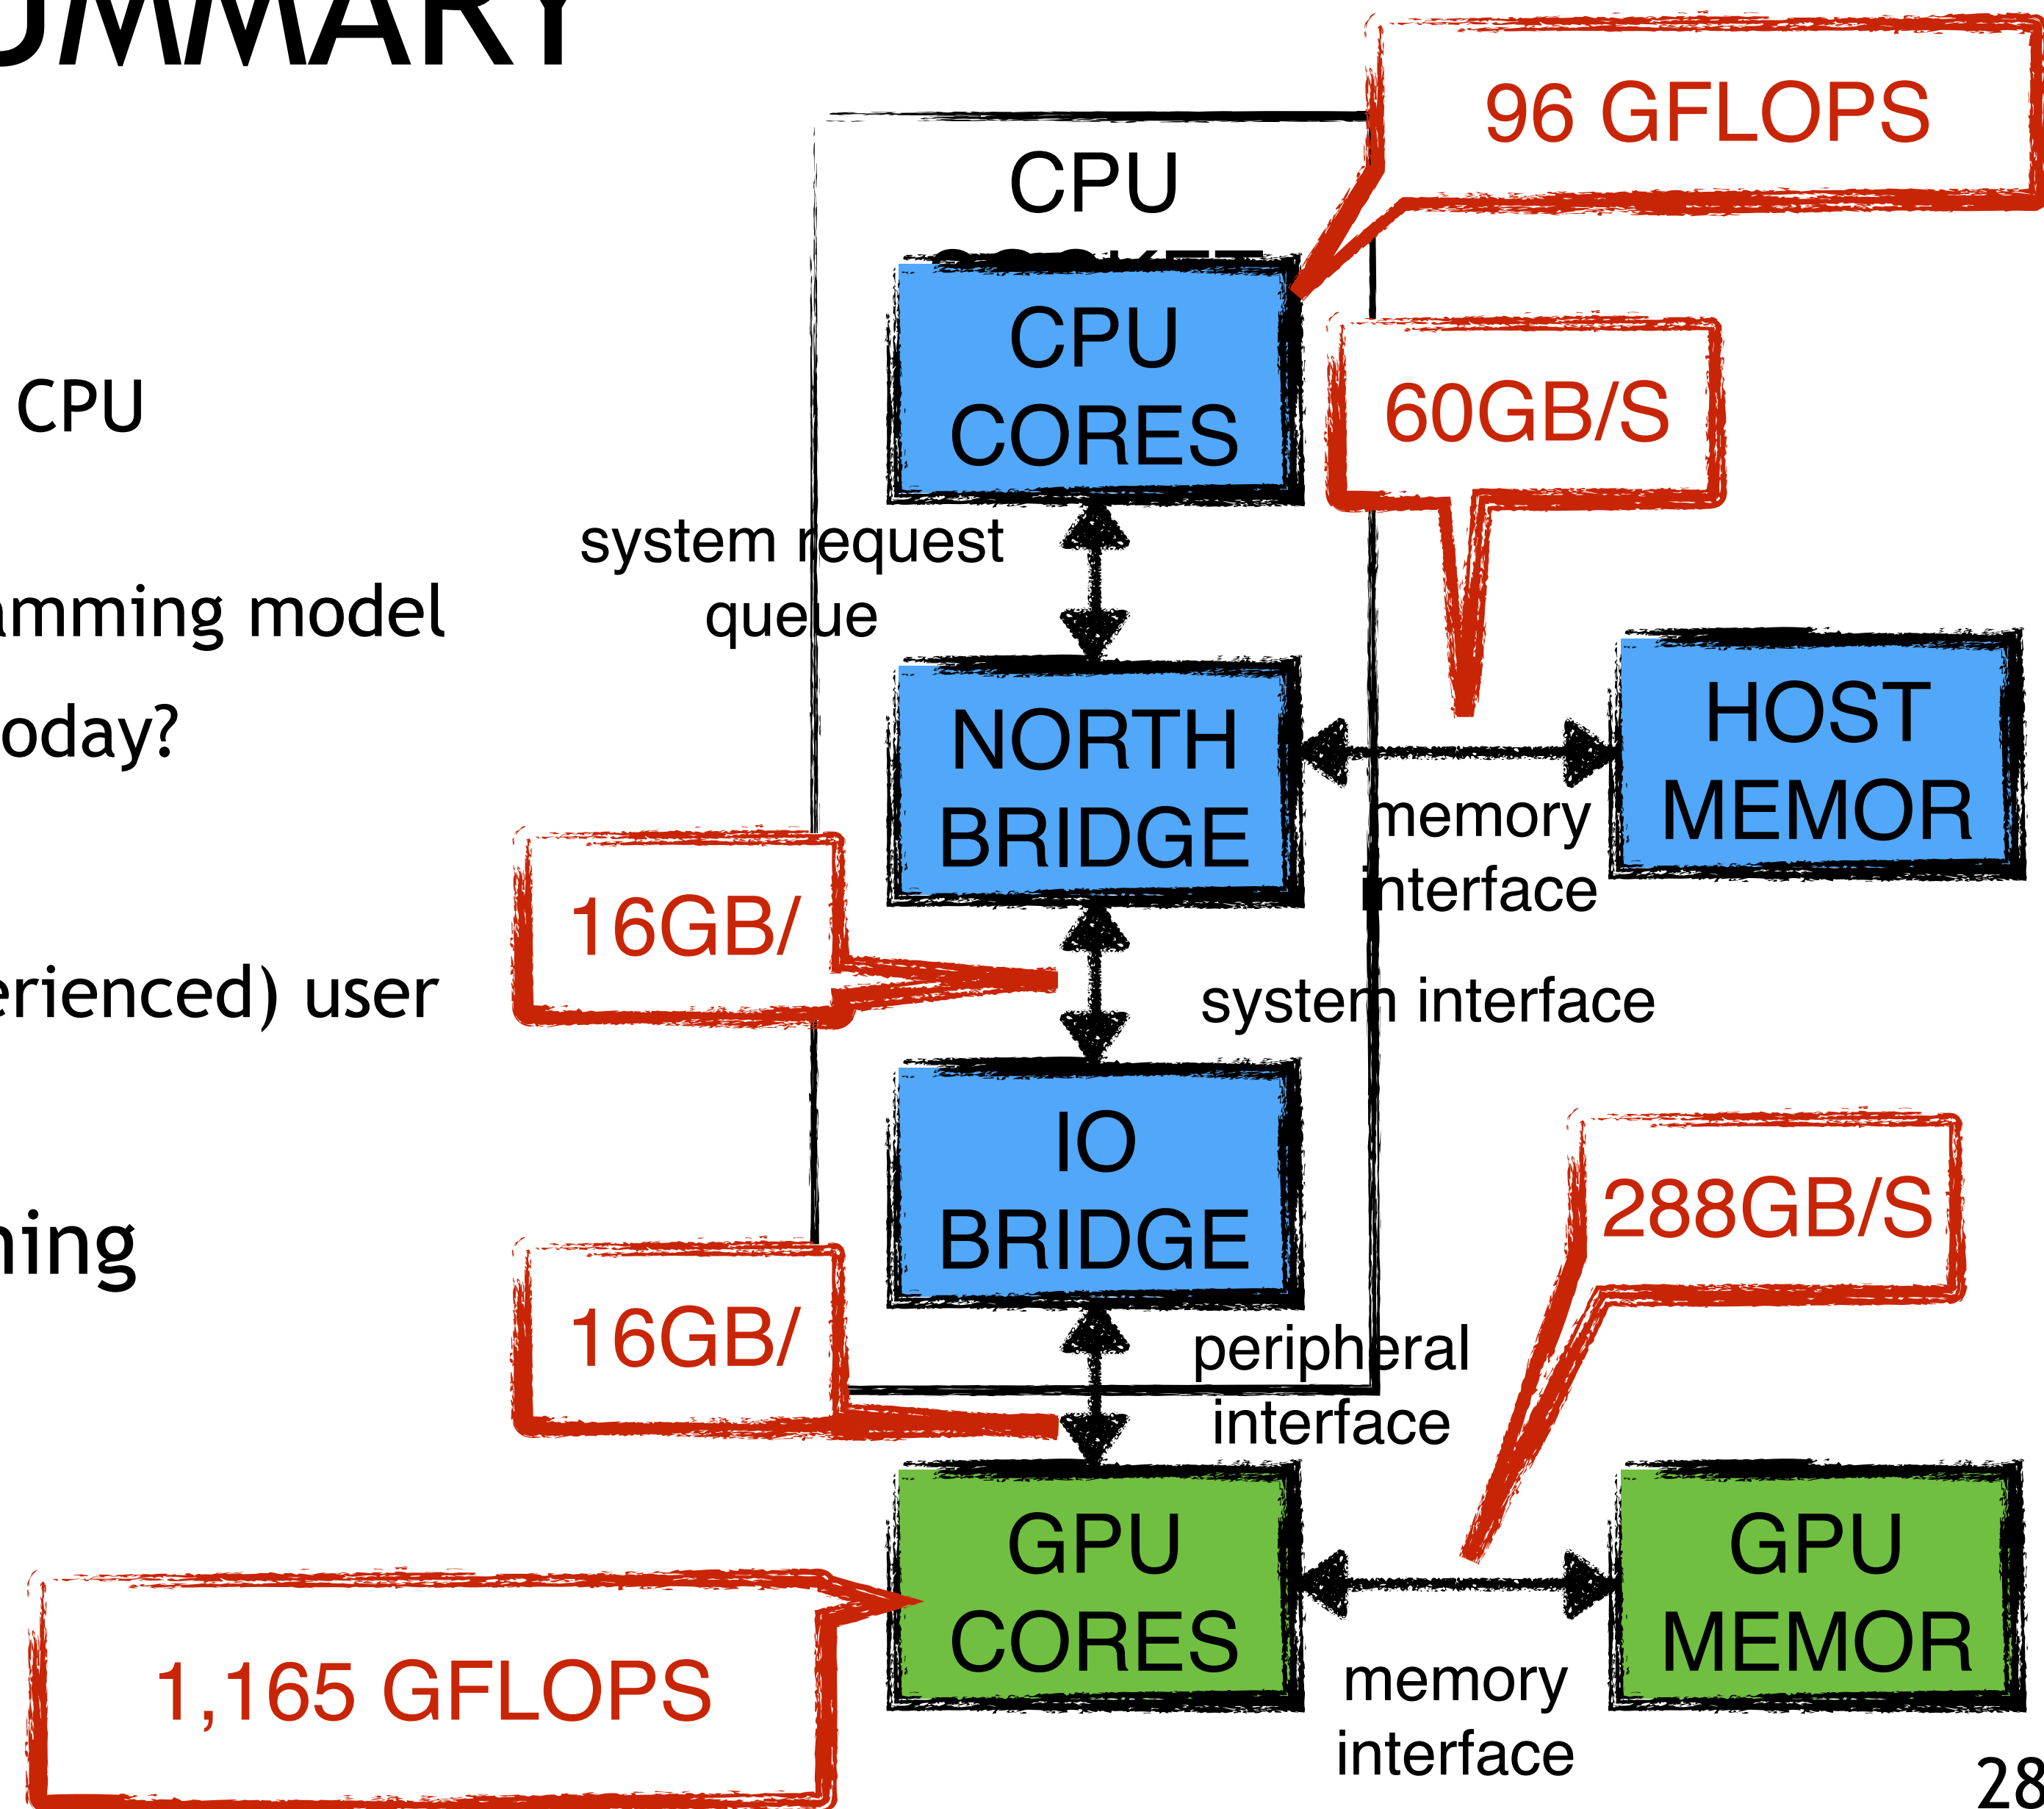 UMMARY
CPU
amming model
oday?
erienced) user
ning
96 GFLOPS
CPU
CPU
CORES
60GB/S
system request
queue
NORTH
BRIDGE
HOST
MEMOR
memory
interface
16GB/
system interface
IO
BRIDGE
288GB/S
16GB/
peripheral
interface
GPU
CORES
GPU
MEMOR
1,165 GFLOPS
memory
interface
28